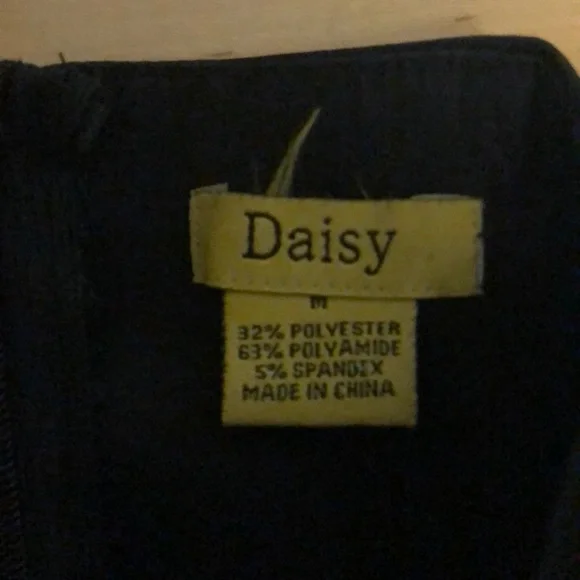 Daisy
M
32% POLYESTER
63% POLYAMIDE
5% SPANDEX
MADE IN CHINA